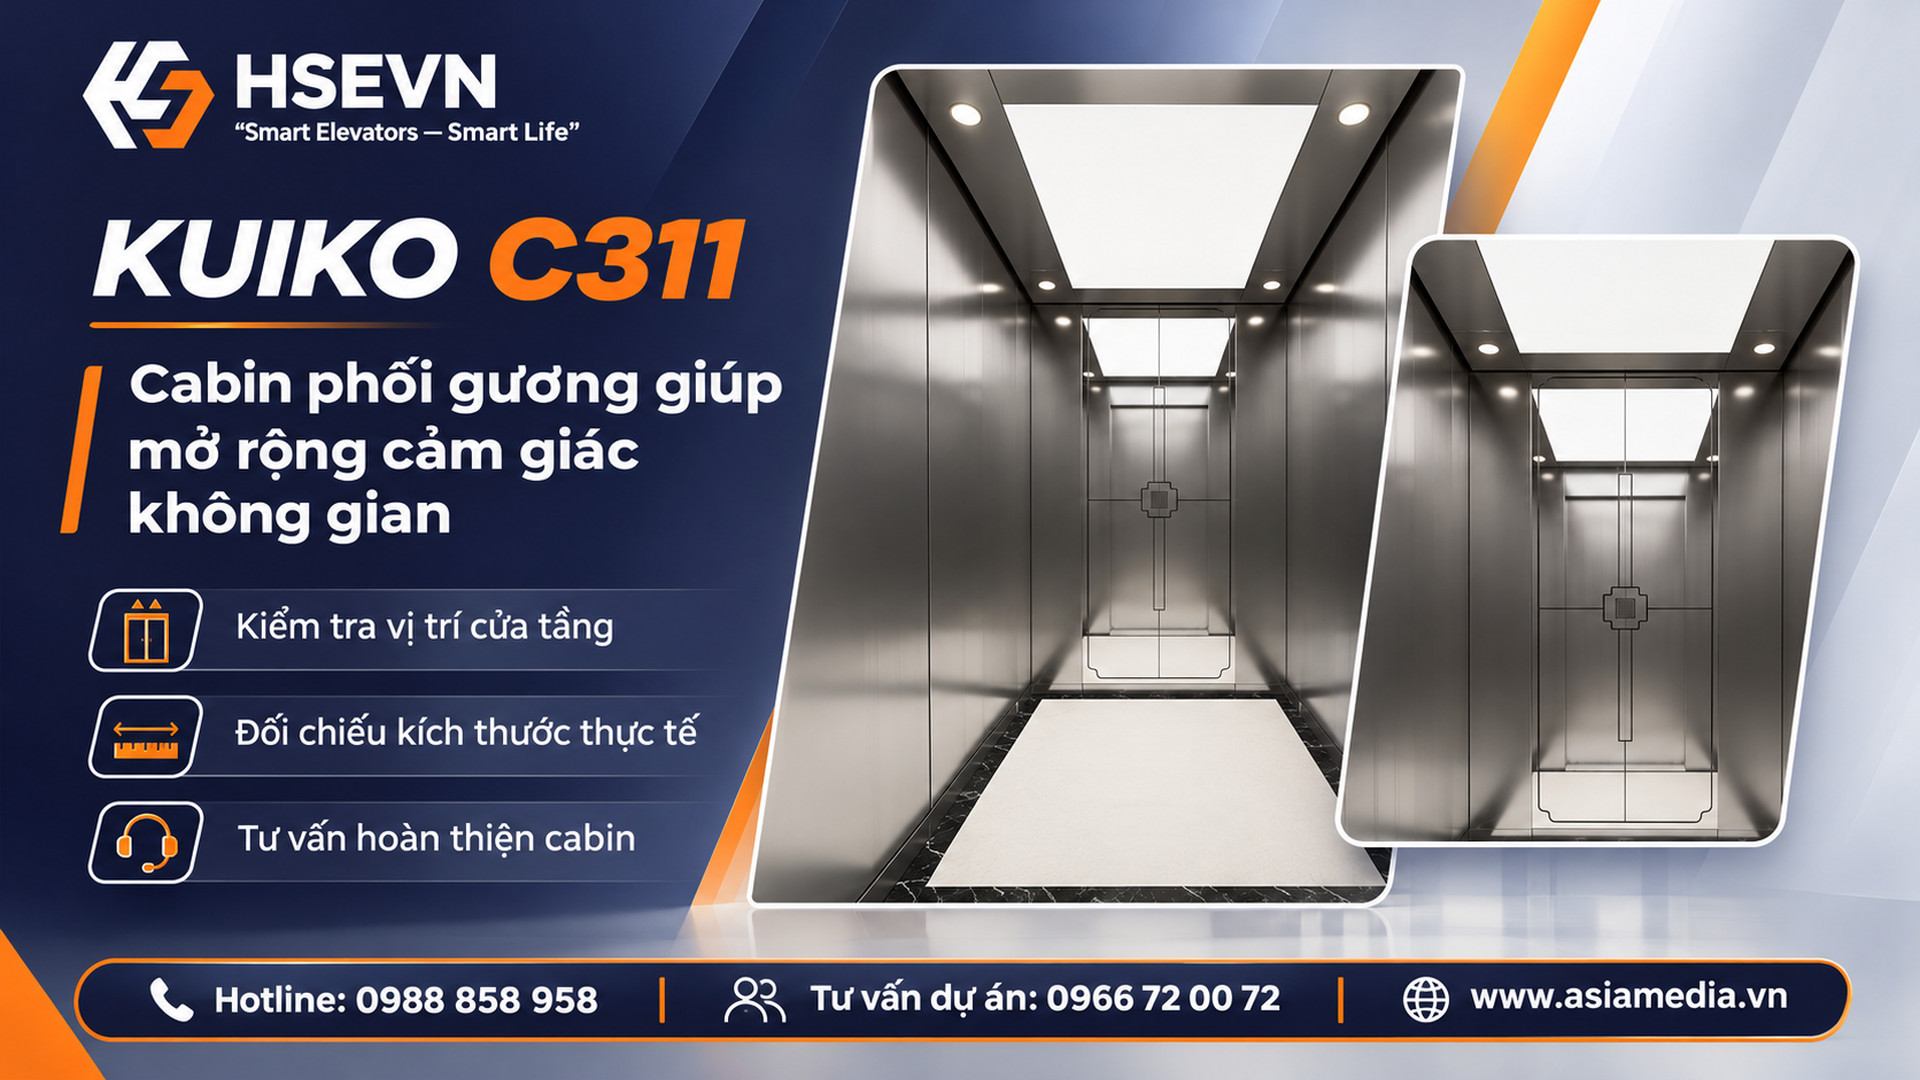 HSEVN
“Smart Elevators — Smart Life”
KUIKO C311
Cabin phối gương giúp
mở rộng cảm giác
không gian
Kiểm tra vị trí cửa tầng
Đối chiếu kích thước thực tế
Tư vấn hoàn thiện cabin
Hotline: 0988 858 958
Tư vấn dự án: 0966 72 00 72
www.asiamedia.vn